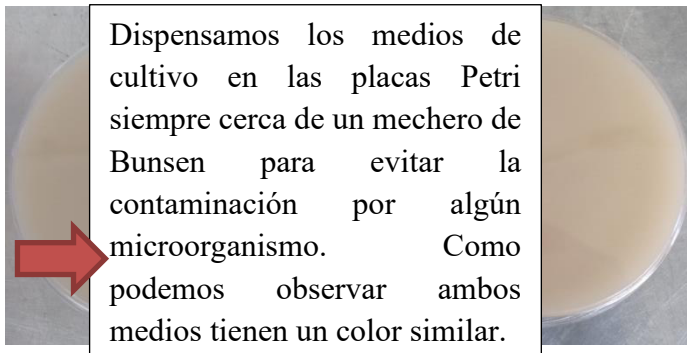 Dispensamos los medios de
cultivo en las placas Petri
siempre cerca de un mechero de
Bunsen para evitar la
contaminación por algún
microorganismo. Como
podemos observar ambos
medios tienen un color similar.